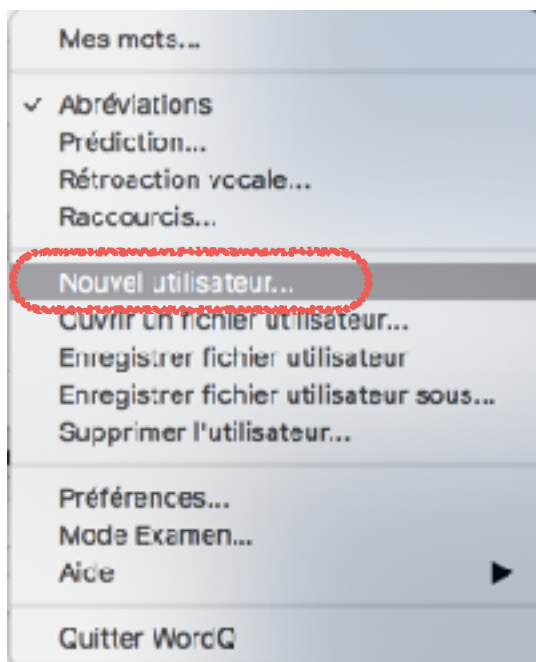 Mes mots...
✓ Abréviations
Prédiction...
Rétroaction vocale...
Raccourcis...
Nouvel utilisateur...
Ouvrir un fichier utilisateur...
Enregistrer fichier utilisateur
Enregistrer fichier utilisateur sous...
Supprimer l'utilisateur...
Préférences...
Mode Examen...
Aide
Quitter WordQ